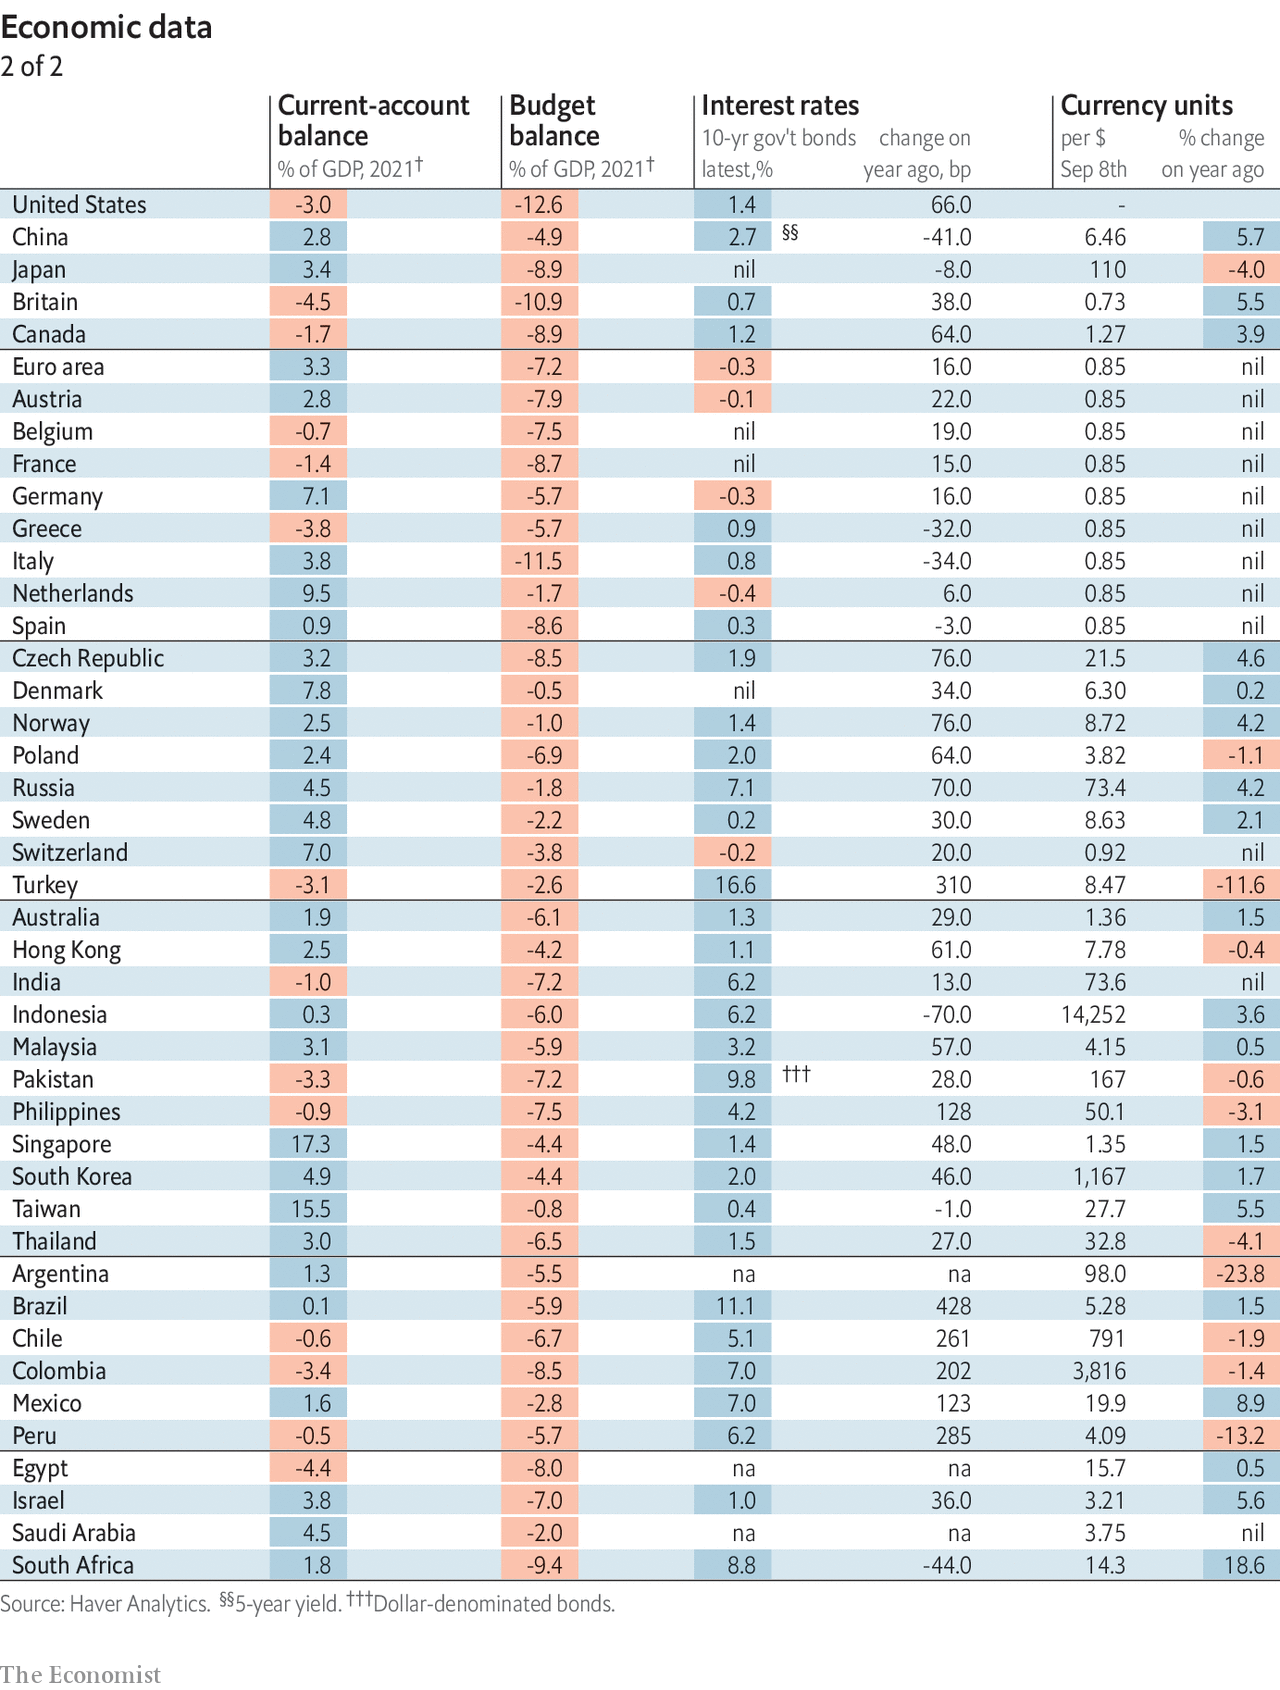 Economic data
2 of 2
Current-account balance % of GDP, 2021† Budget balance % of GDP, 2021† Interest rates 10-yr gov't bonds latest,% change on year ago, bp Currency units per $ Sep 8th % change on year ago
United States -3.0 -12.6 1.4 66.0 -
China 2.8 -4.9 2.7 §§ -41.0 6.46 5.7
Japan 3.4 -8.9 nil -8.0 110 -4.0
Britain -4.5 -10.9 0.7 38.0 0.73 5.5
Canada -1.7 -8.9 1.2 64.0 1.27 3.9
Euro area 3.3 -7.2 -0.3 16.0 0.85 nil
Austria 2.8 -7.9 -0.1 22.0 0.85 nil
Belgium -0.7 -7.5 nil 19.0 0.85 nil
France -1.4 -8.7 nil 15.0 0.85 nil
Germany 7.1 -5.7 -0.3 16.0 0.85 nil
Greece -3.8 -5.7 0.9 -32.0 0.85 nil
Italy 3.8 -11.5 0.8 -34.0 0.85 nil
Netherlands 9.5 -1.7 -0.4 6.0 0.85 nil
Spain 0.9 -8.6 0.3 -3.0 0.85 nil
Czech Republic 3.2 -8.5 1.9 76.0 21.5 4.6
Denmark 7.8 -0.5 nil 34.0 6.30 0.2
Norway 2.5 -1.0 1.4 76.0 8.72 4.2
Poland 2.4 -6.9 2.0 64.0 3.82 -1.1
Russia 4.5 -1.8 7.1 70.0 73.4 4.2
Sweden 4.8 -2.2 0.2 30.0 8.63 2.1
Switzerland 7.0 -3.8 -0.2 20.0 0.92 nil
Turkey -3.1 -2.6 16.6 310 8.47 -11.6
Australia 1.9 -6.1 1.3 29.0 1.36 1.5
Hong Kong 2.5 -4.2 1.1 61.0 7.78 -0.4
India -1.0 -7.2 6.2 13.0 73.6 nil
Indonesia 0.3 -6.0 6.2 -70.0 14,252 3.6
Malaysia 3.1 -5.9 3.2 57.0 4.15 0.5
Pakistan -3.3 -7.2 9.8 ††† 28.0 167 -0.6
Philippines -0.9 -7.5 4.2 128 50.1 -3.1
Singapore 17.3 -4.4 1.4 48.0 1.35 1.5
South Korea 4.9 -4.4 2.0 46.0 1,167 1.7
Taiwan 15.5 -0.8 0.4 -1.0 27.7 5.5
Thailand 3.0 -6.5 1.5 27.0 32.8 -4.1
Argentina 1.3 -5.5 na na 98.0 -23.8
Brazil 0.1 -5.9 11.1 428 5.28 1.5
Chile -0.6 -6.7 5.1 261 791 -1.9
Colombia -3.4 -8.5 7.0 202 3,816 -1.4
Mexico 1.6 -2.8 7.0 123 19.9 8.9
Peru -0.5 -5.7 6.2 285 4.09 -13.2
Egypt -4.4 -8.0 na na 15.7 0.5
Israel 3.8 -7.0 1.0 36.0 3.21 5.6
Saudi Arabia 4.5 -2.0 na na 3.75 nil
South Africa 1.8 -9.4 8.8 -44.0 14.3 18.6
Source: Haver Analytics. §§5-year yield. †††Dollar-denominated bonds.
The Economist